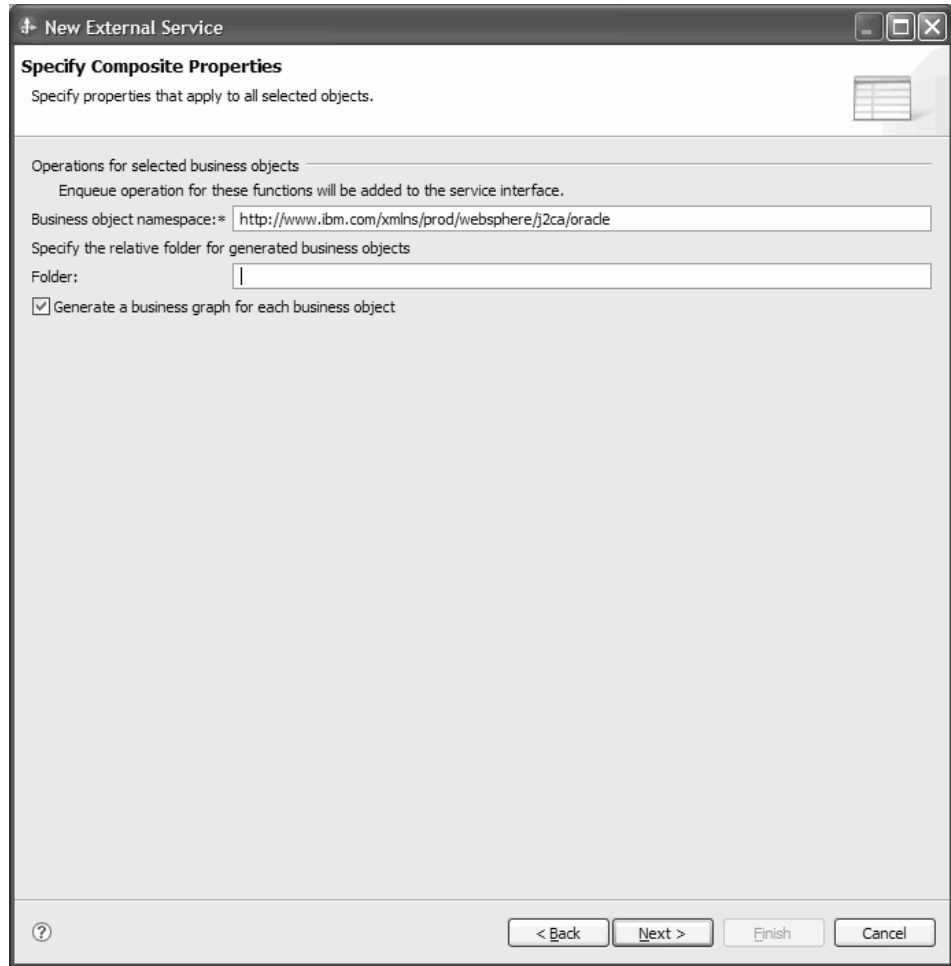 New External Service
Specify Composite Properties
Specify properties that apply to all selected objects.
Operations for selected business objects
Enqueue operation for these functions will be added to the service interface.
Business object namespace:* http://www.ibm.com/xmlns/prod/websphere/j2ca/oracle
Specify the relative folder for generated business objects
Folder:
Generate a business graph for each business object
? < Back Next > Finish Cancel